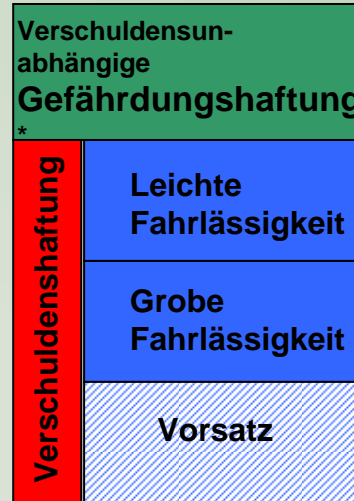 Verschuldensun-
abhängige
Gefährdungshaftung
*
Verschuldenshaftung
Leichte
Fahrlässigkeit
Grobe
Fahrlässigkeit
Vorsatz